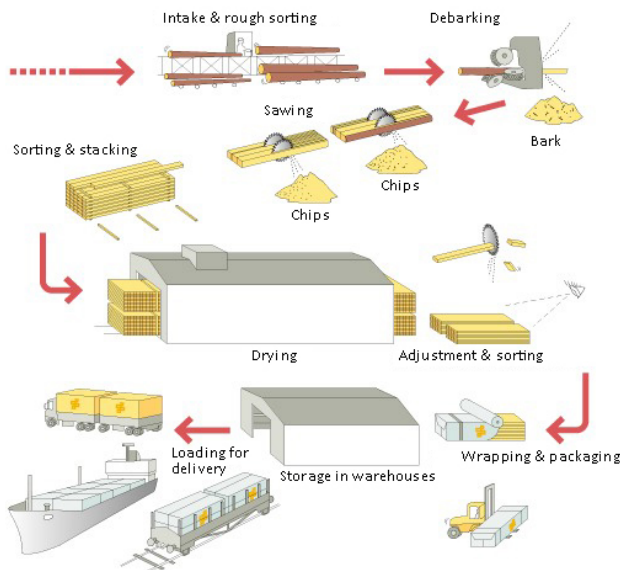 Intake & rough sorting
Debarking
Sawing
Bark
Chips
Chips
Sorting & stacking
Drying
Adjustment & sorting
Wrapping & packaging
Storage in warehouses
Loading for
delivery